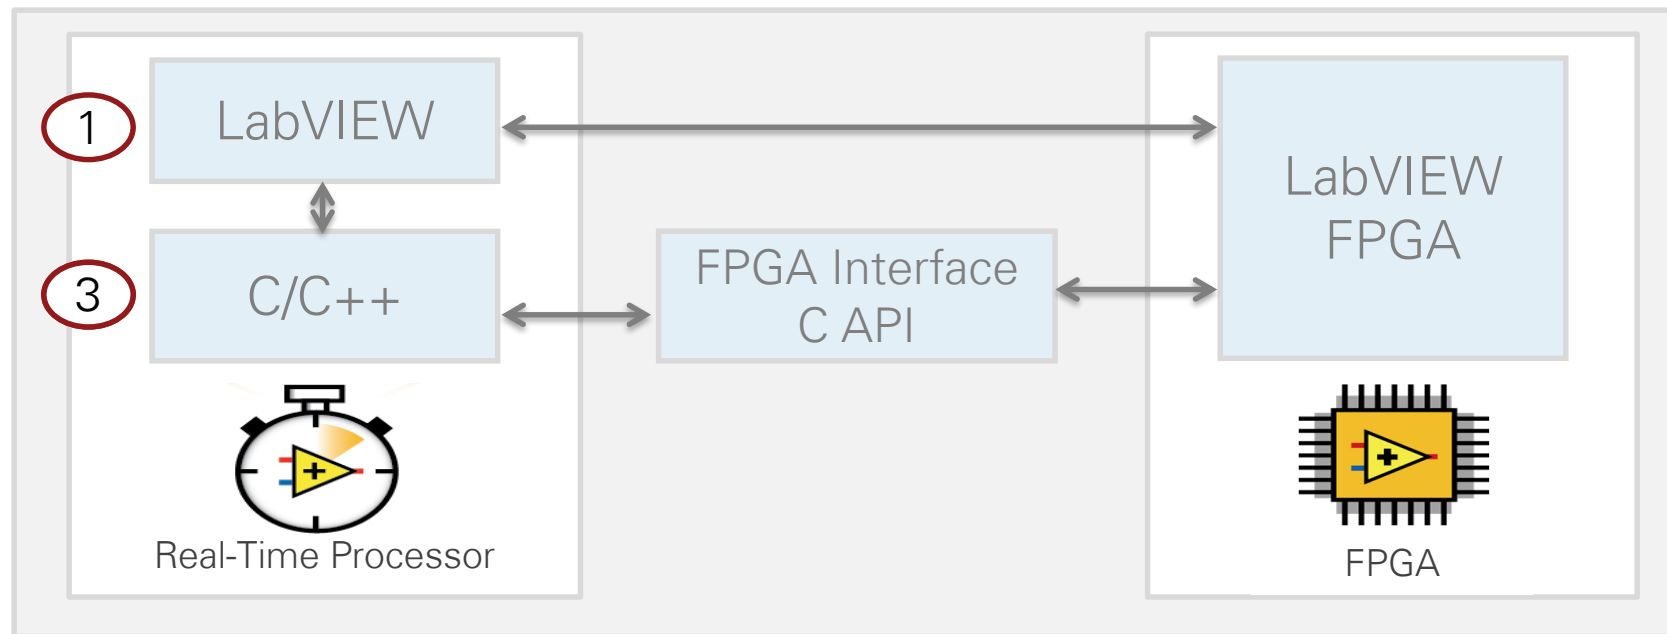 1
LabVIEW
3
C/C++
FPGA Interface
C API
LabVIEW
FPGA
Real-Time Processor
FPGA